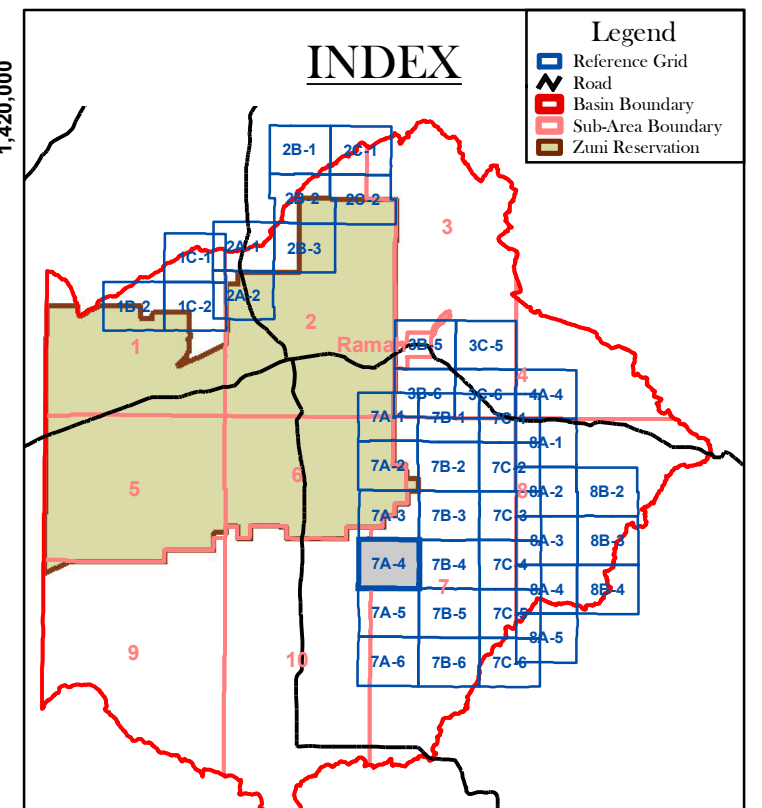 1,420,000
INDEX
Legend
Reference Grid
Road
Basin Boundary
Sub-Area Boundary
Zuni Reservation
2B-1 2C-1
2B-2 2C-2
3
2A-1 2B-3
1C-1
2A-2
1B-2 1C-2
2
1
Ramah 3B-5 3C-5
4
3B-6 3C-6 4A-4
7A-1 7B-1 7C-1
8A-1
7A-2 7B-2 7C-2
5 6 8 8A-2 8B-2
7A-3 7B-3 7C-3
8A-3 8B-3
7A-4 7B-4 7C-4
7 8A-4 8B-4
7A-5 7B-5 7C-5
8A-5
9 10 7A-6 7B-6 7C-6